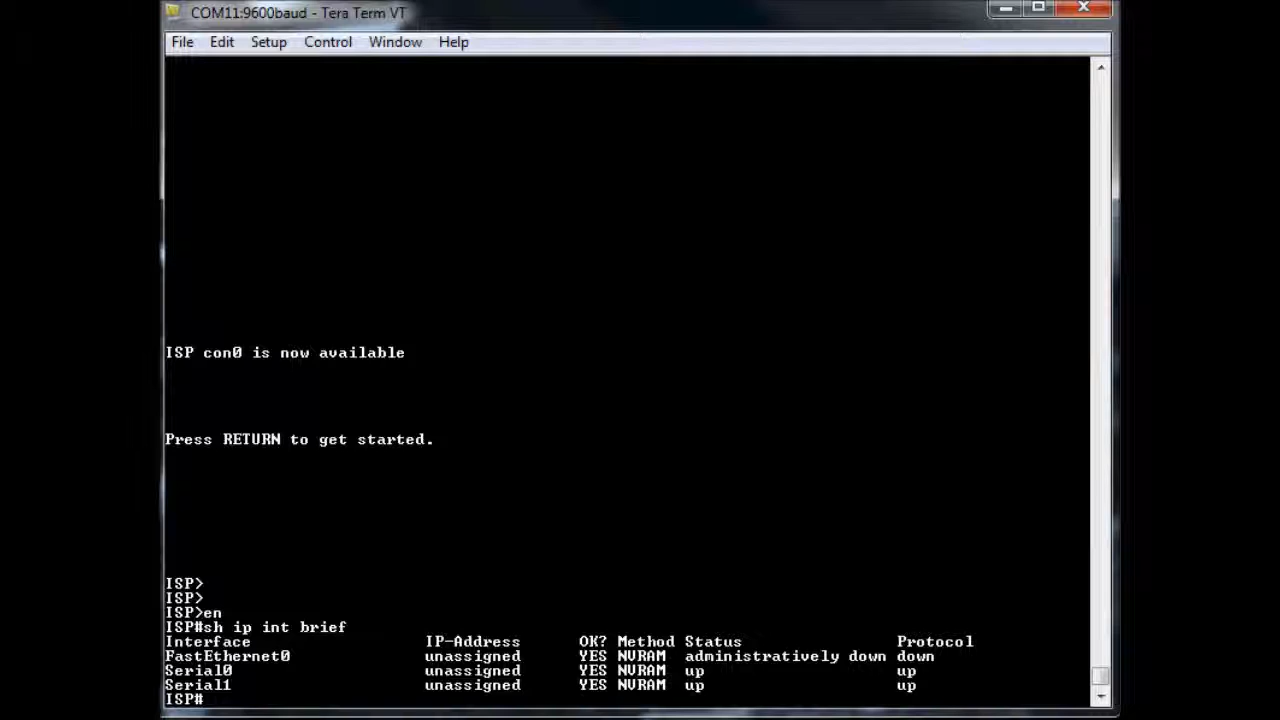 COM11:9600baud - Tera Term VT
File Edit Setup Control Window Help
ISP con0 is now available
Press RETURN to get started.
ISP>
ISP>
ISP>en
ISP#sh ip int brief
Interface IP-Address OK? Method Status Protocol
FastEthernet0 unassigned YES NVRAM administratively down down
Serial0 unassigned YES NVRAM up up
Serial1 unassigned YES NVRAM up up
ISP#